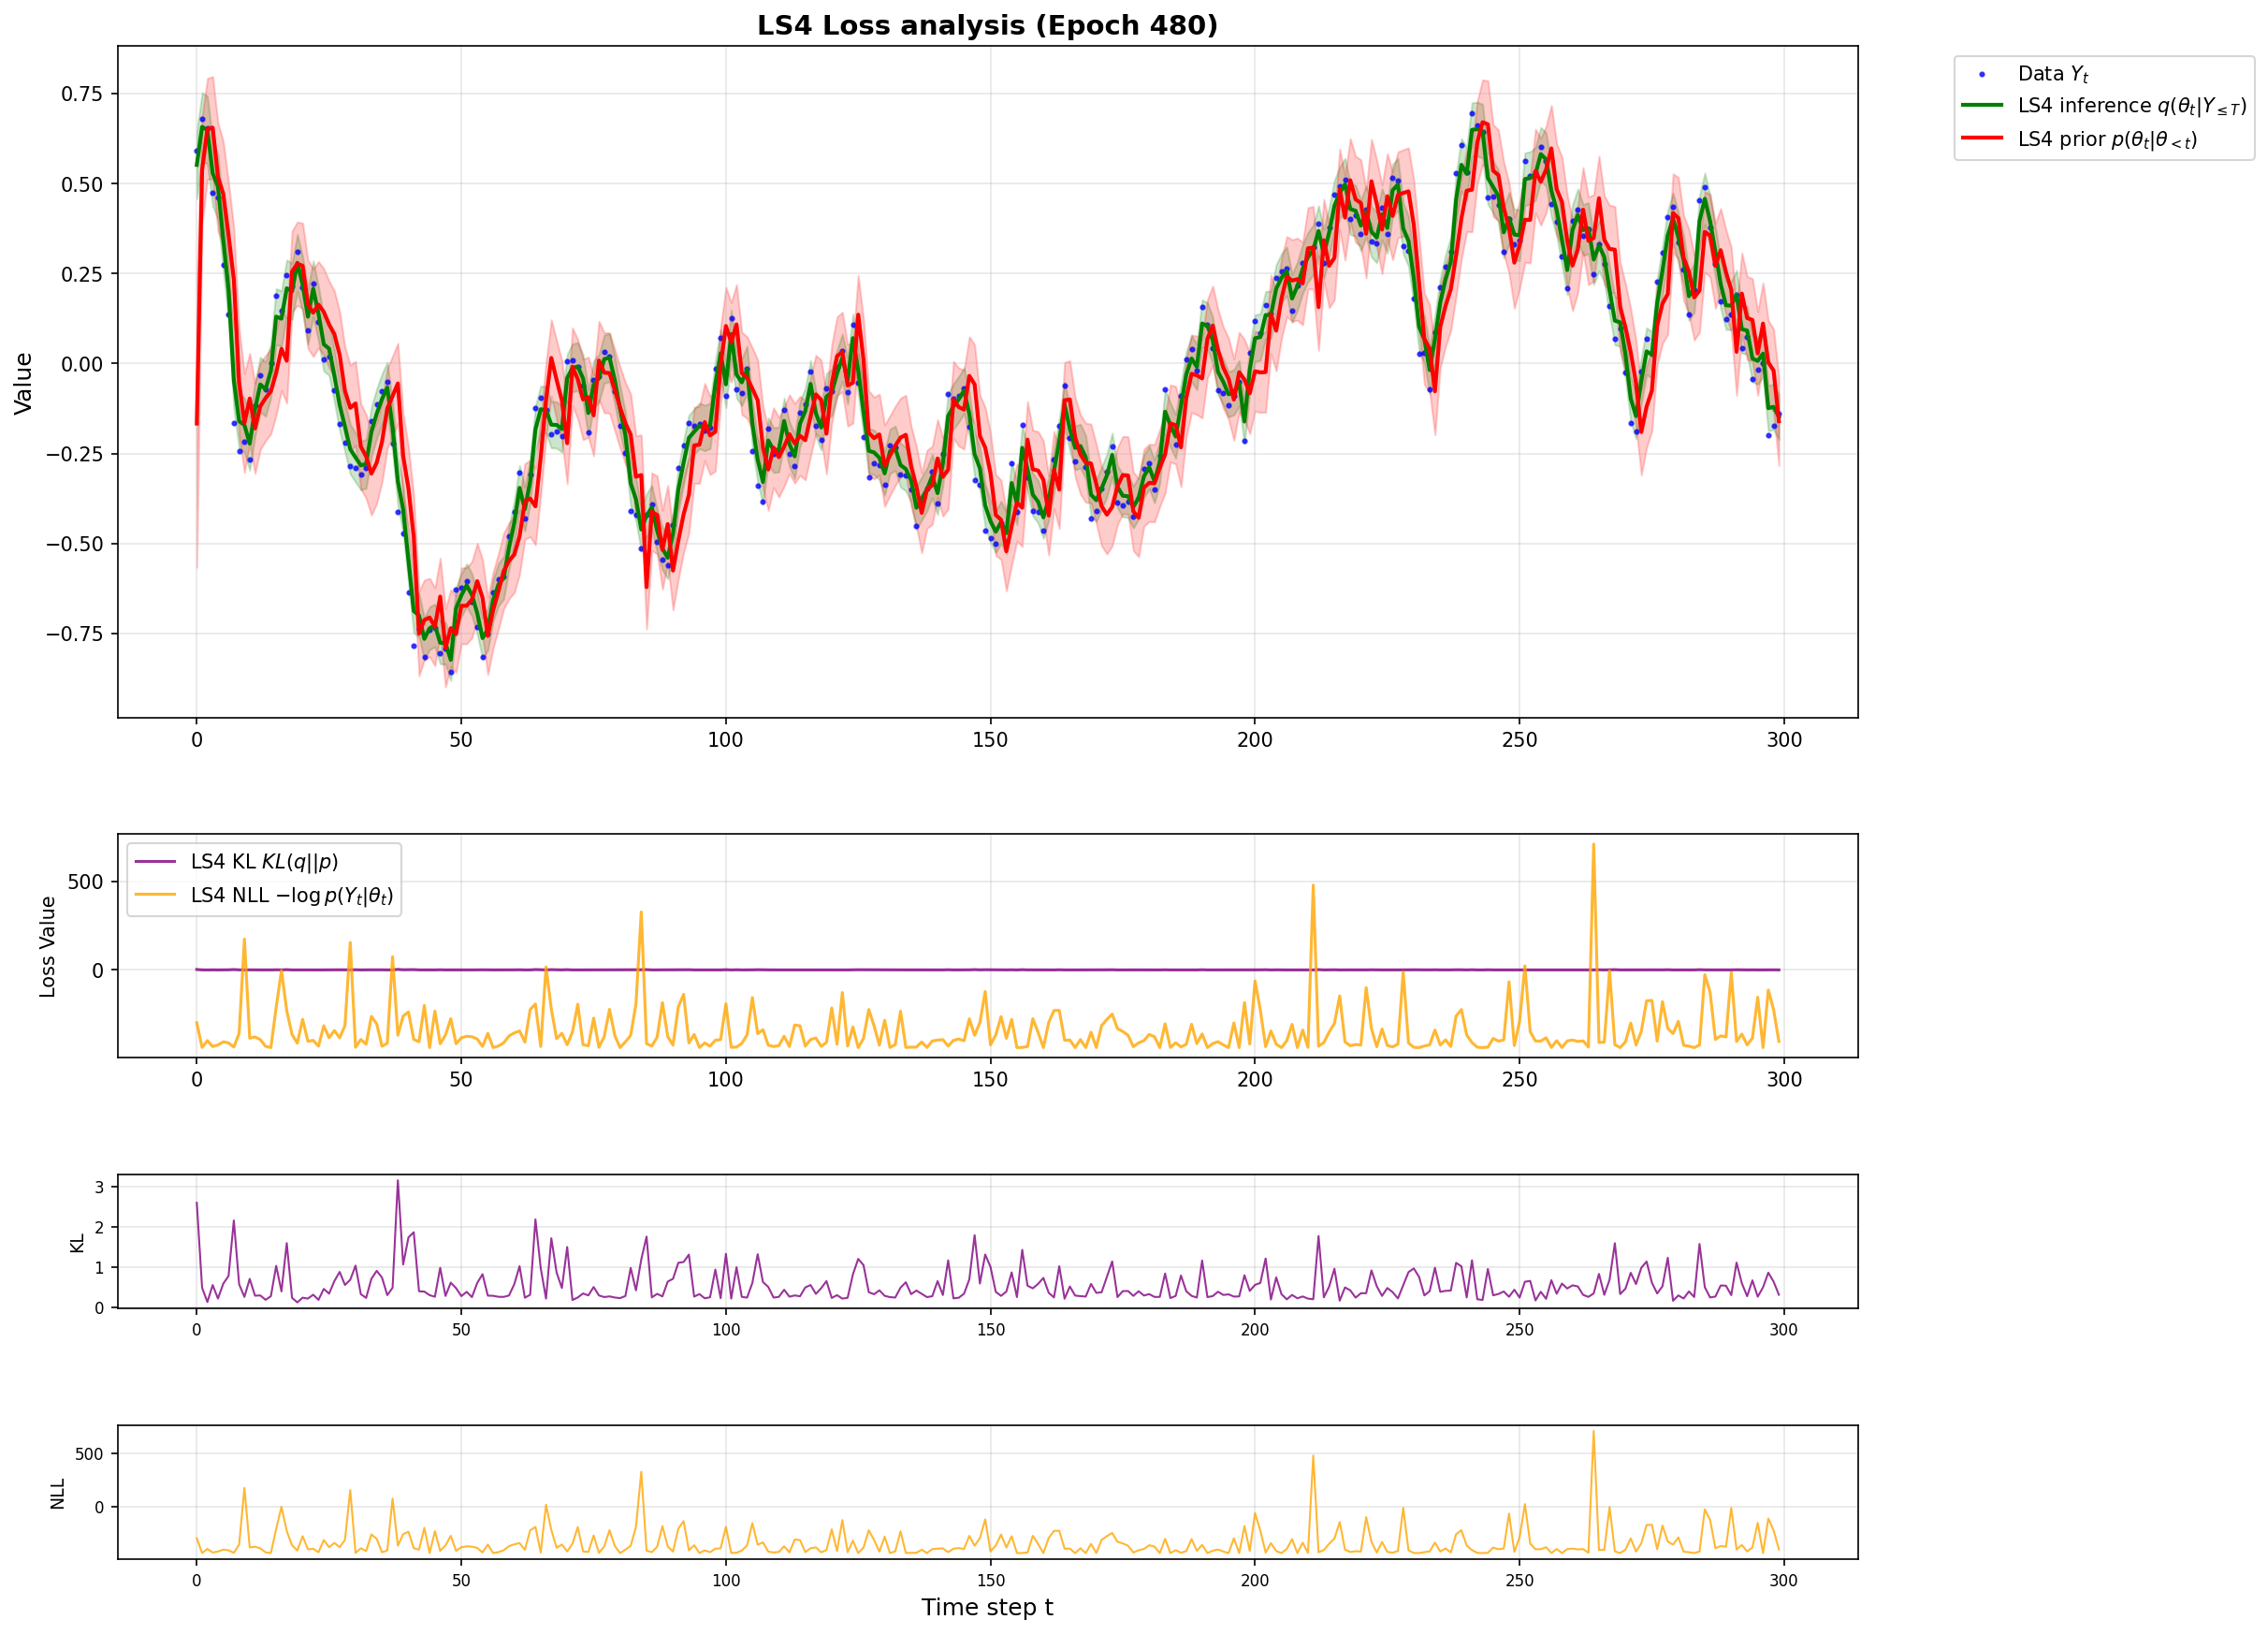 LS4 Loss analysis (Epoch 480)
Data Y_t
LS4 inference q(θ_t|Y_≤T)
LS4 prior p(θ_t|θ_<t)
Value
0.75
0.50
0.25
0.00
−0.25
−0.50
−0.75
0 50 100 150 200 250 300
LS4 KL KL(q||p)
LS4 NLL −log p(Y_t|θ_t)
Loss Value
500
0
0 50 100 150 200 250 300
KL
3
2
1
0
0 50 100 150 200 250 300
NLL
500
0
0 50 100 150 200 250 300
Time step t